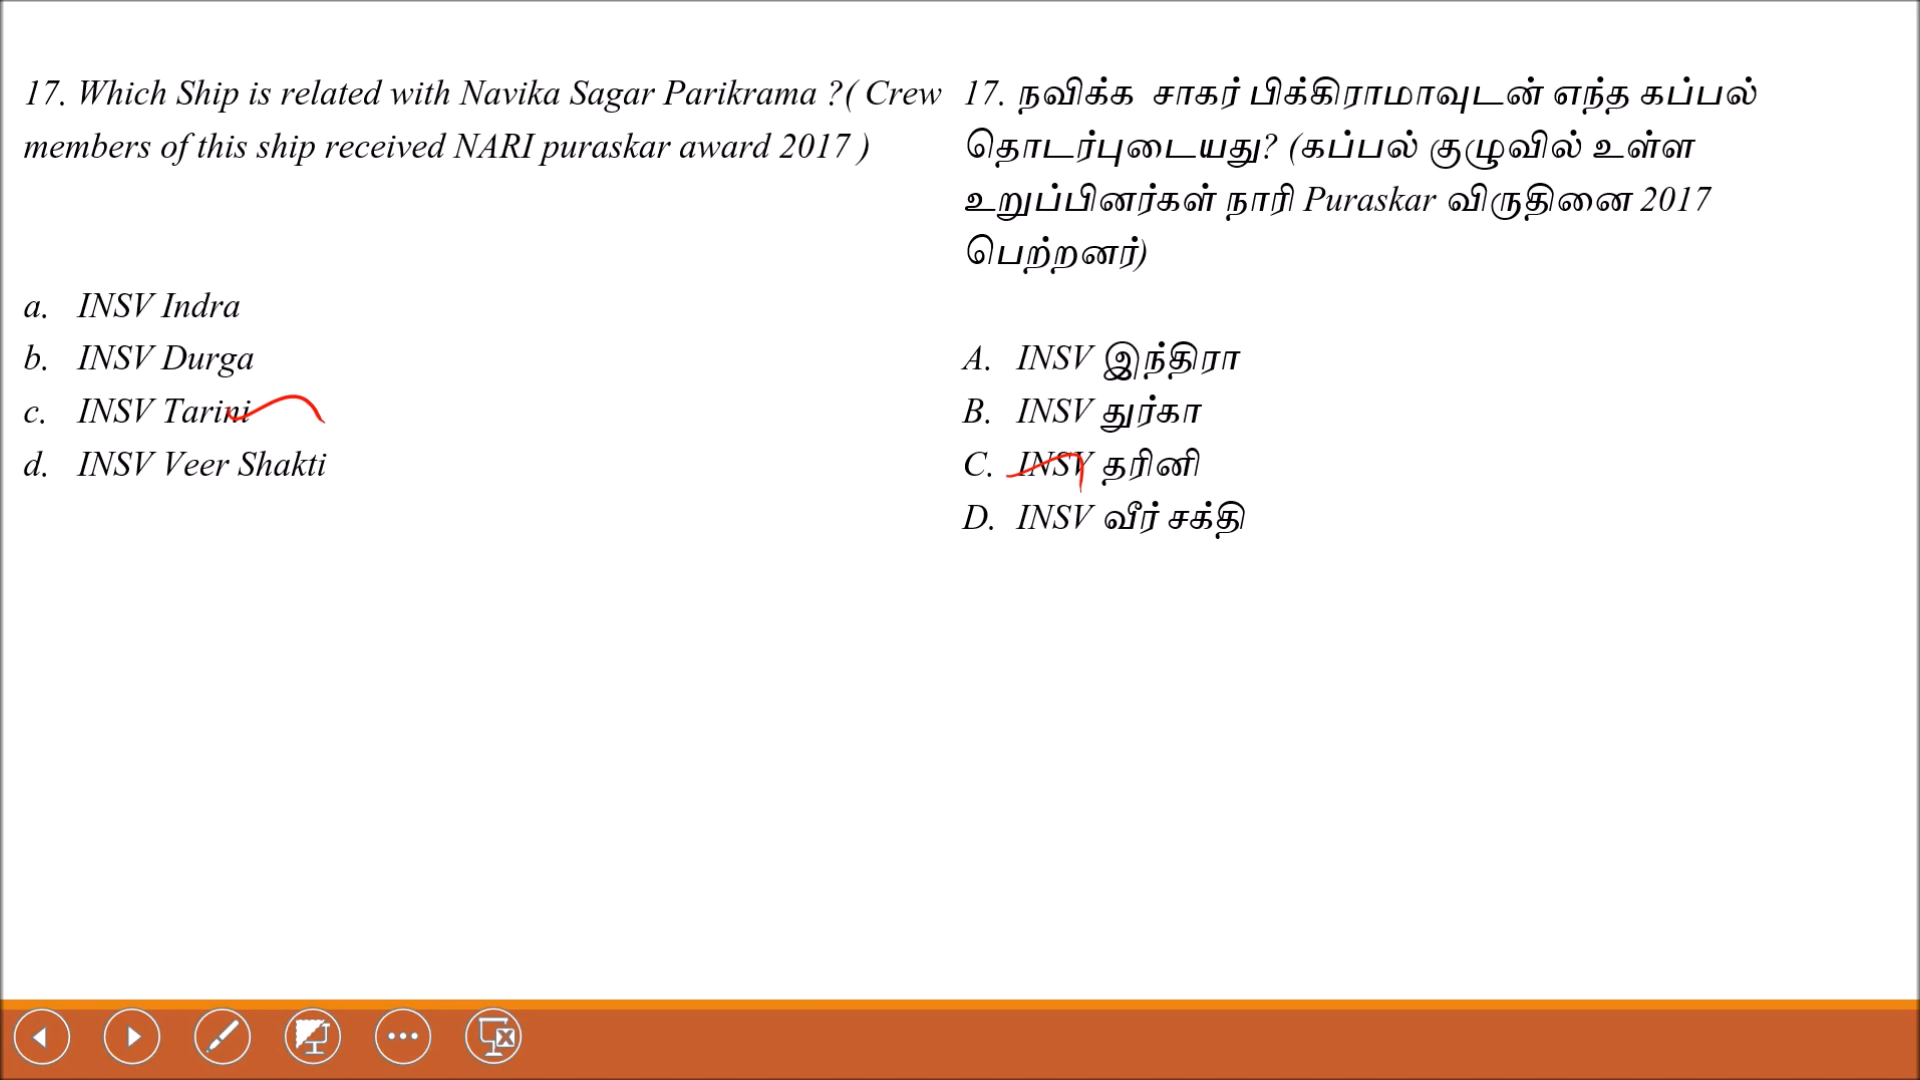 17. Which Ship is related with Navika Sagar Parikrama ?( Crew
members of this ship received NARI puraskar award 2017 )
a. INSV Indra
b. INSV Durga
c. INSV Tarini
d. INSV Veer Shakti
17. நவிக்க சாகர் பிக்கிராமாவுடன் எந்த கப்பல்
தொடர்புடையது? (கப்பல் குழுவில் உள்ள
உறுப்பினர்கள் நாரி Puraskar விருதினை 2017
பெற்றனர்)
A. INSV இந்திரா
B. INSV துர்கா
C. INSV தரினி
D. INSV வீர் சக்தி